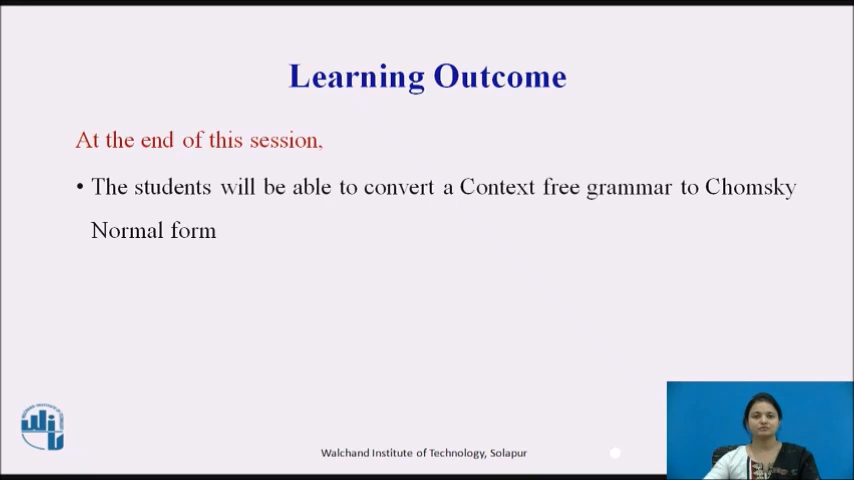 Learning Outcome
At the end of this session,
• The students will be able to convert a Context free grammar to Chomsky
Normal form
Walchand Institute of Technology, Solapur